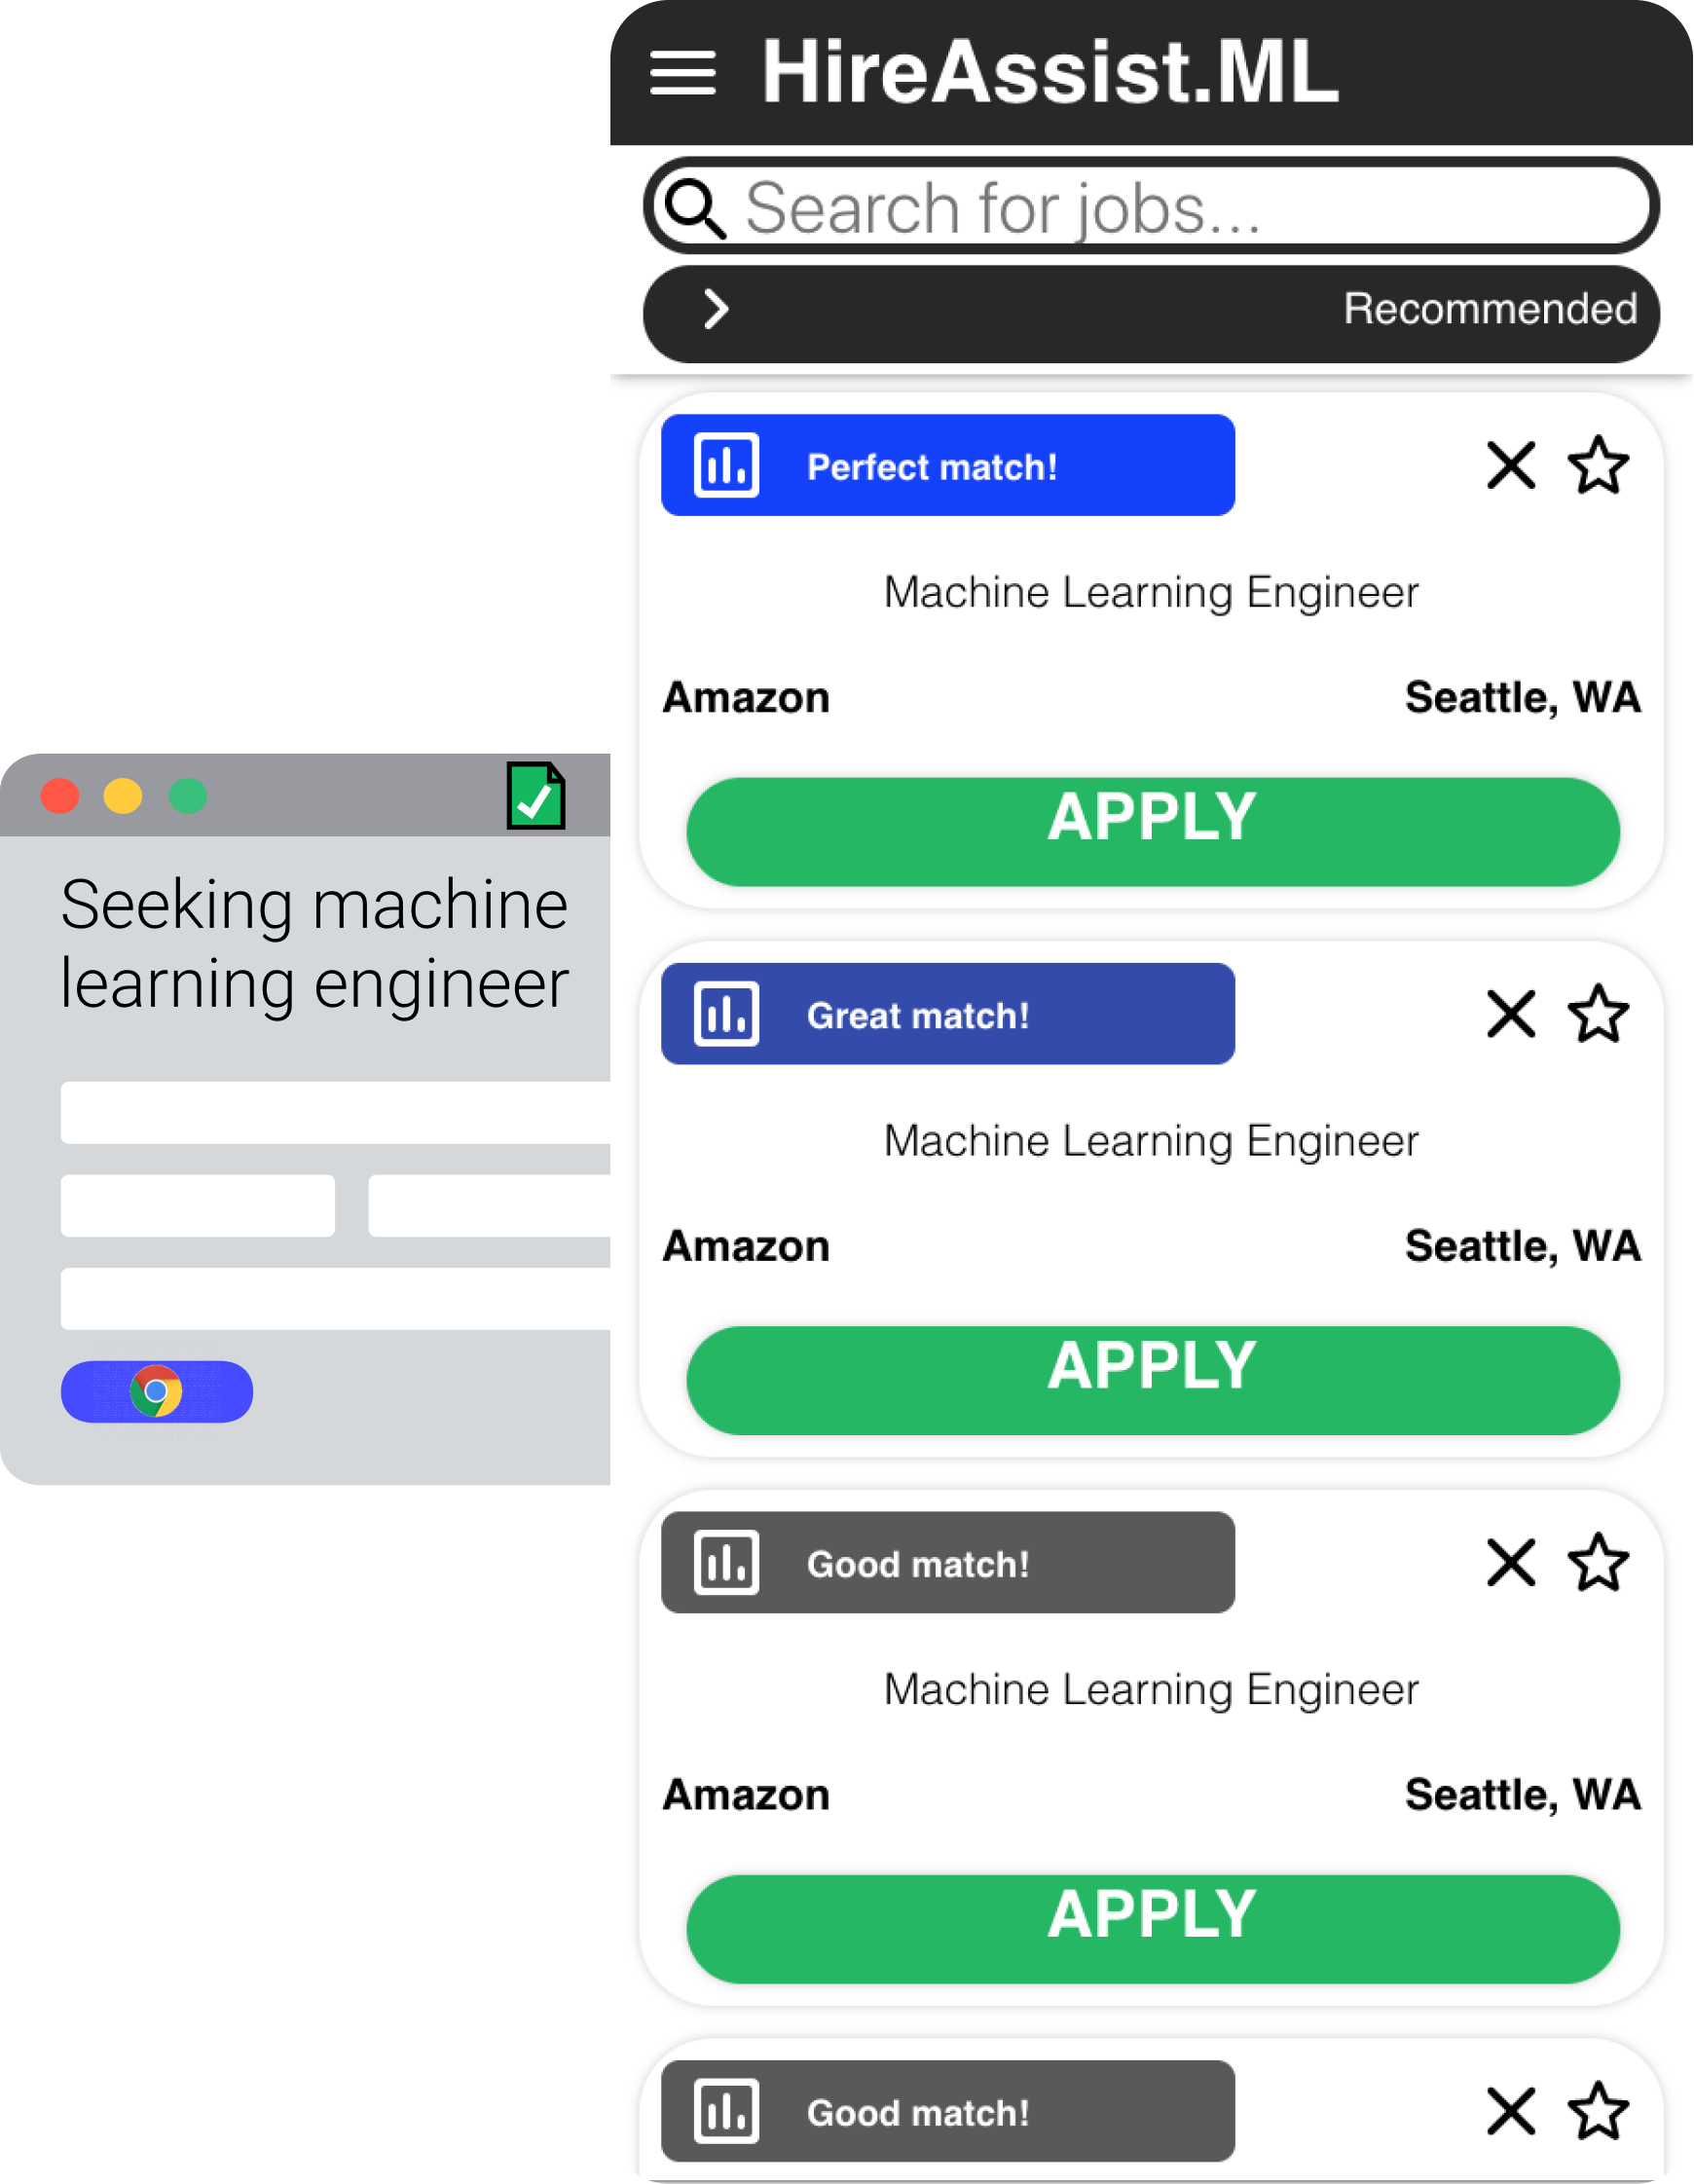 HireAssist.ML
Search for jobs...
Recommended
Perfect match!
Machine Learning Engineer
Amazon Seattle, WA
APPLY
Seeking machine
learning engineer
Great match!
Machine Learning Engineer
Amazon Seattle, WA
APPLY
Good match!
Machine Learning Engineer
Amazon Seattle, WA
APPLY
Good match!